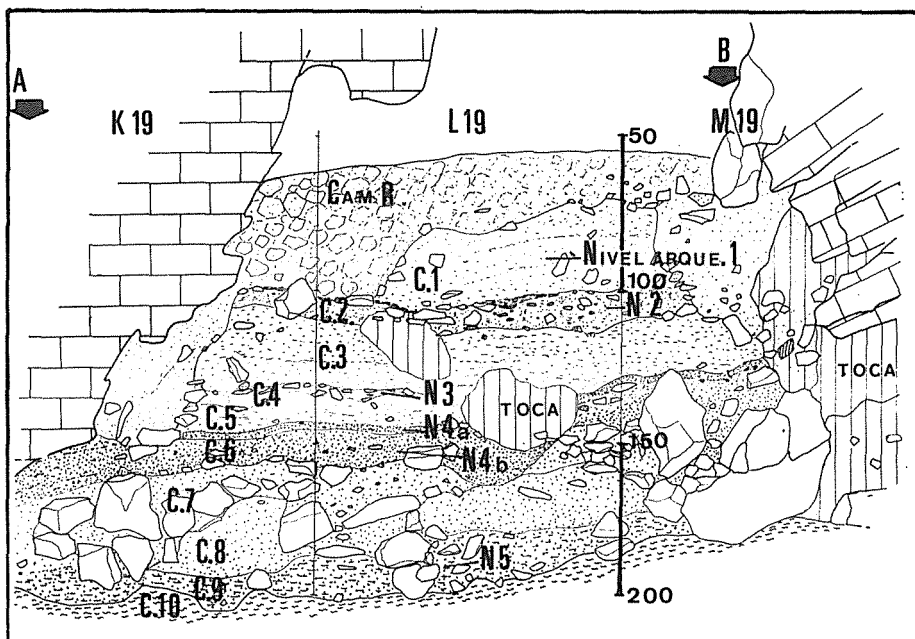 A
B
K 19
L 19
M 19
50
CAM. R
NIVEL ARQUE. 1
C.1
100
C.2
N 2
C.3
C.4
N3
TOCA
TOCA
C.5
N4a
C.6
150
N4b
C.7
C.8
N5
C.9
C.10
200